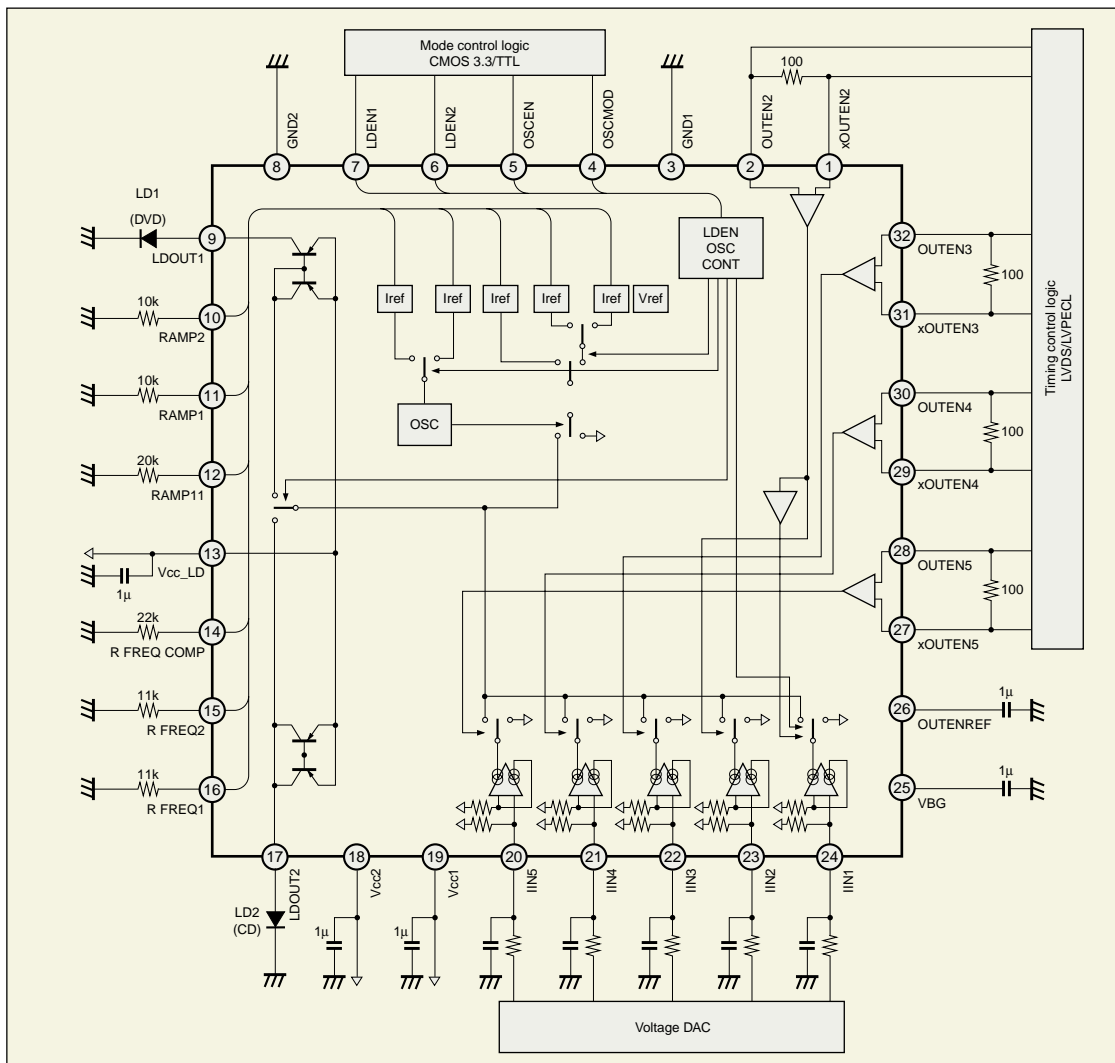 Mode control logic
CMOS 3.3/TTL
100
GND2
LDEN1
LDEN2
OSCEN
OSCMOD
GND1
OUTEN2
xOUTEN2
8
7
6
5
4
3
2
1
LD1
(DVD)
9
LDOUT1
10k
10
RAMP2
10k
11
RAMP1
20k
12
RAMP11
13
Vcc_LD
1μ
22k
14
R FREQ COMP
11k
15
R FREQ2
11k
16
R FREQ1
LDEN
OSC
CONT
Iref
Iref
Iref
Iref
Iref
Vref
OSC
32
OUTEN3
100
31
xOUTEN3
30
OUTEN4
100
29
xOUTEN4
28
OUTEN5
100
27
xOUTEN5
Timing control logic
LVDS/LVPECL
26
OUTENREF
1μ
25
VBG
1μ
17
18
19
20
21
22
23
24
LDOUT2
Vcc2
Vcc1
IIN5
IIN4
IIN3
IIN2
IIN1
LD2
(CD)
1μ
1μ
Voltage DAC